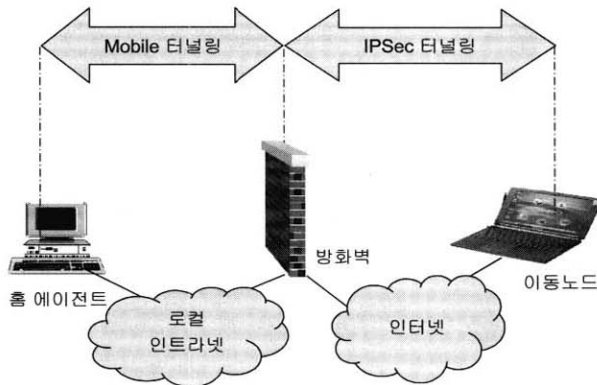 Mobile 터널링
IPSec 터널링
방화벽
홈 에이전트
이동노드
로컬
인트라넷
인터넷